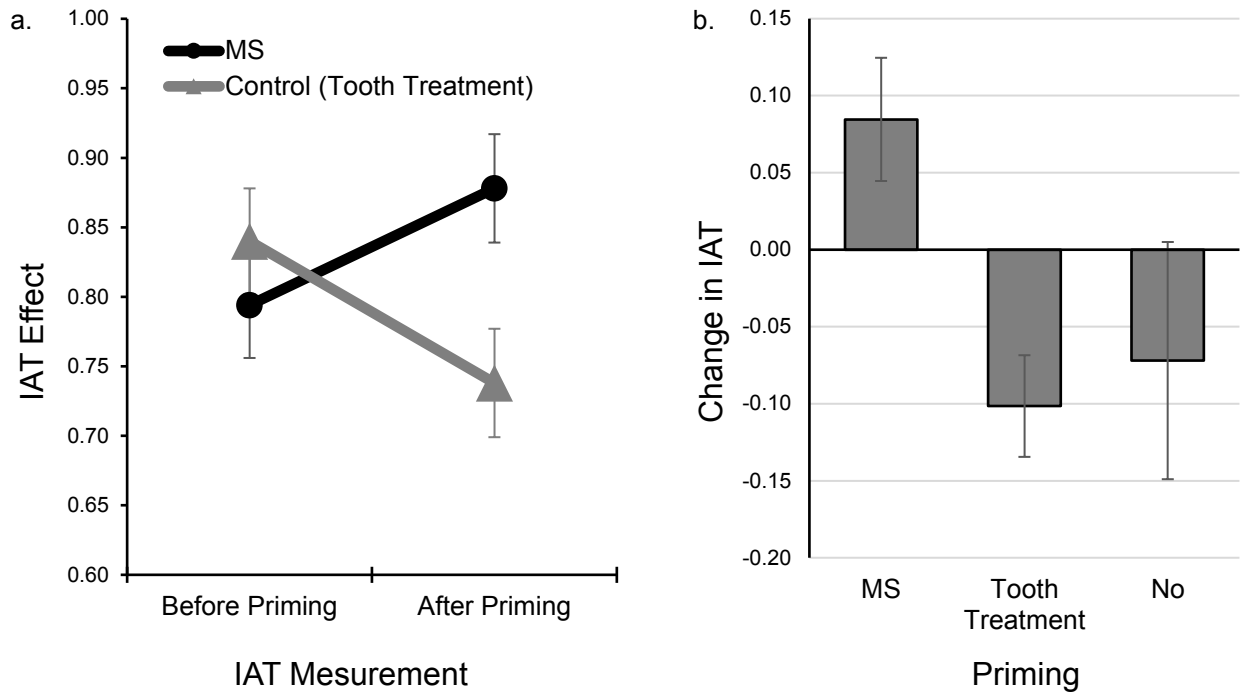 a.
1.00
0.95
0.90
0.85
0.80
0.75
0.70
0.65
0.60
IAT Effect
MS
Control (Tooth Treatment)
Before Priming
After Priming
IAT Mesurement
b.
0.15
0.10
0.05
0.00
-0.05
-0.10
-0.15
-0.20
Change in IAT
MS
Tooth
Treatment
No
Priming